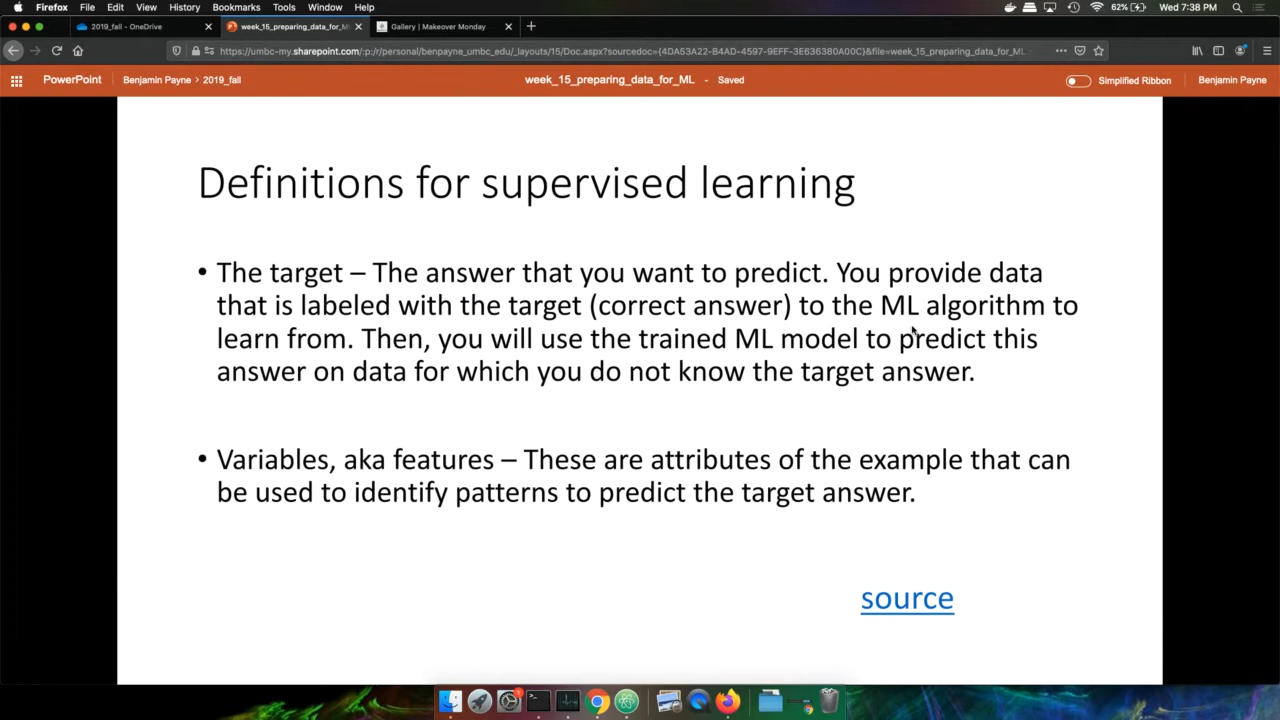 Firefox File Edit View History Bookmarks Tools Window Help 62% Wed 7:38 PM
2019_fall - OneDrive week_15_preparing_data_for_ML Gallery | Makeover Monday
https://umbc-my.sharepoint.com/:p:/r/personal/benpayne_umbc_edu/_layouts/15/Doc.aspx?sourcedoc={4DA53A22-B4AD-4597-9EFF-3E636380A00C}&file=week_15_preparing_data_for_ML
PowerPoint Benjamin Payne > 2019_fall week_15_preparing_data_for_ML - Saved Simplified Ribbon Benjamin Payne
Definitions for supervised learning
• The target – The answer that you want to predict. You provide data
that is labeled with the target (correct answer) to the ML algorithm to
learn from. Then, you will use the trained ML model to predict this
answer on data for which you do not know the target answer.
• Variables, aka features – These are attributes of the example that can
be used to identify patterns to predict the target answer.
source